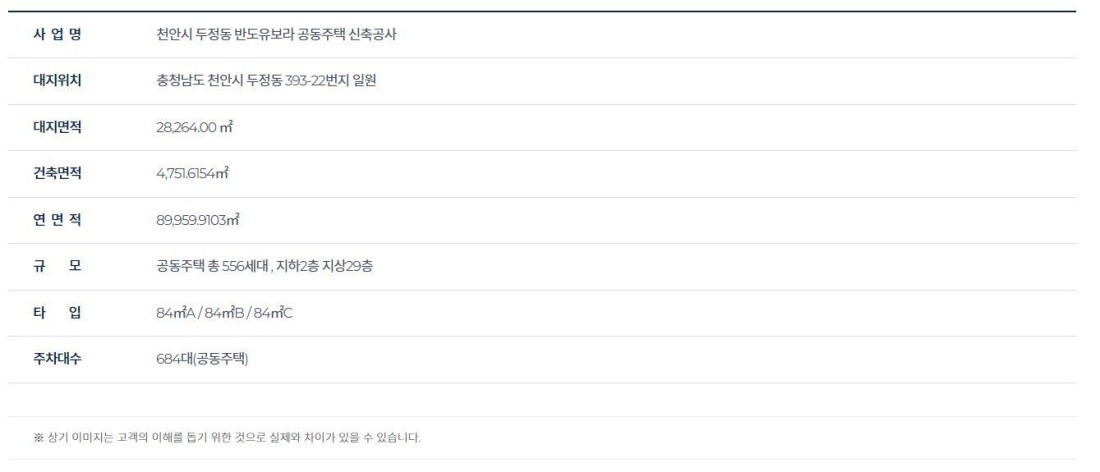 사 업 명 천안시 두정동 반도유보라 공동주택 신축공사
대지위치 충청남도 천안시 두정동 393-22번지 일원
대지면적 28,264.00 ㎡
건축면적 4,751.6154㎡
연 면 적 89,959.9103㎡
규 모 공동주택 총 556세대 , 지하2층 지상29층
타 입 84㎡A / 84㎡B / 84㎡C
주차대수 684대(공동주택)
※ 상기 이미지는 고객의 이해를 돕기 위한 것으로 실제와 차이가 있을 수 있습니다.